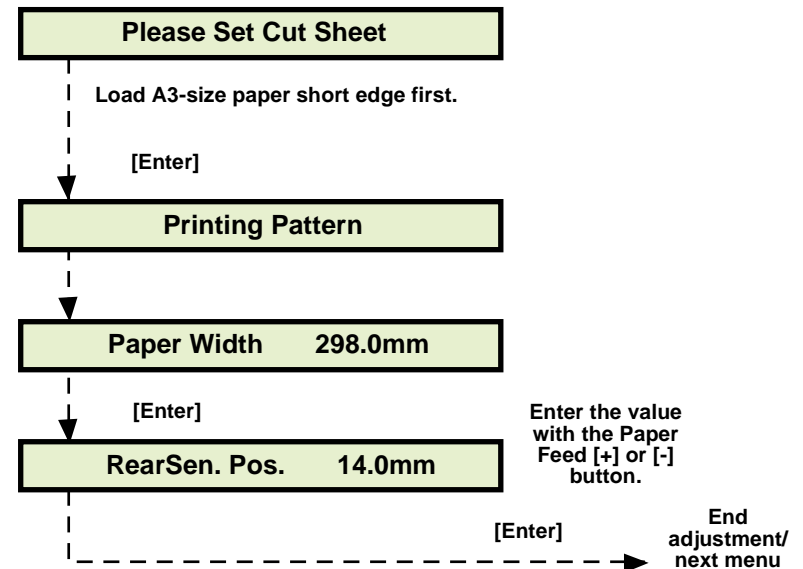 Please Set Cut Sheet
Load A3-size paper short edge first.
[Enter]
Printing Pattern
Paper Width 298.0mm
[Enter]
RearSen. Pos. 14.0mm
Enter the value
with the Paper
Feed [+] or [-]
button.
[Enter]
End
adjustment/
next menu